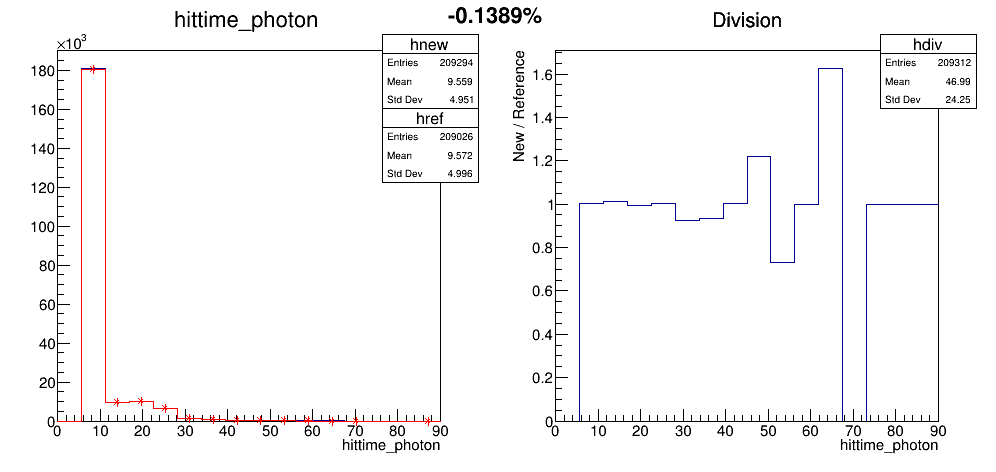 -0.1389%
hittime_photon
×10³
hnew
Entries 209294
Mean 9.559
Std Dev 4.951
href
Entries 209026
Mean 9.572
Std Dev 4.996
180
160
140
120
100
80
60
40
20
0
0 10 20 30 40 50 60 70 80 90
hittime_photon
Division
New / Reference
hdiv
Entries 209312
Mean 46.99
Std Dev 24.25
1.6
1.4
1.2
1
0.8
0.6
0.4
0.2
0
0 10 20 30 40 50 60 70 80 90
hittime_photon